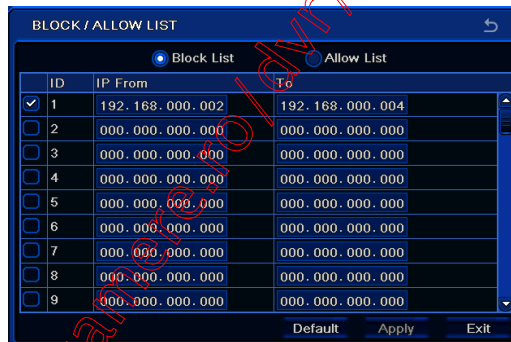 BLOCK / ALLOW LIST
Block List Allow List
ID IP From To
1 192.168.000.002 192.168.000.004
2 000.000.000.000 000.000.000.000
3 000.000.000.000 000.000.000.000
4 000.000.000.000 000.000.000.000
5 000.000.000.000 000.000.000.000
6 000.000.000.000 000.000.000.000
7 000.000.000.000 000.000.000.000
8 000.000.000.000 000.000.000.000
9 000.000.000.000 000.000.000.000
Default Apply Exit
amere.ro/dvr